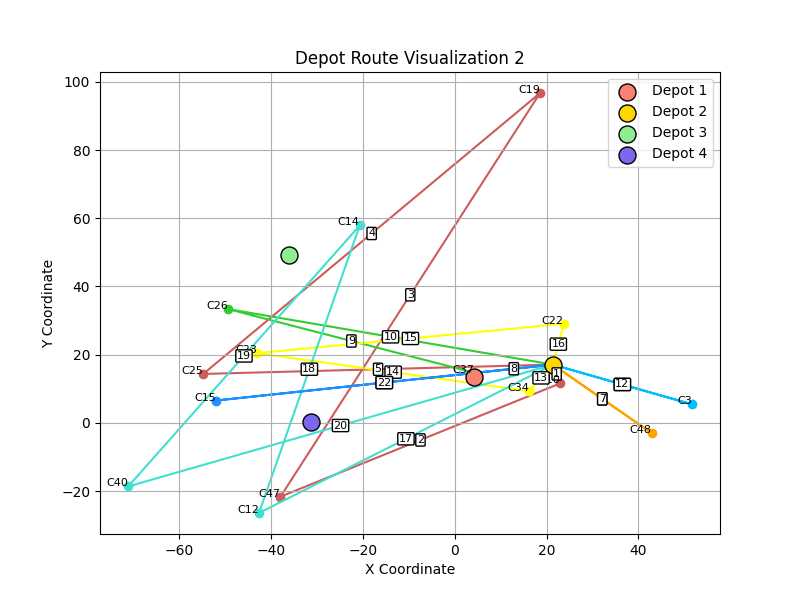 Depot Route Visualization 2
Depot 1
Depot 2
Depot 3
Depot 4
Y Coordinate
X Coordinate
100
80
60
40
20
0
−20
−60
−40
−20
0
20
40
C19
C14
4
3
C26
C22
9
10
15
16
C23
19
C25
18
5
14
22
C37
8
13
1
C34
12
C15
7
C3
C48
20
17
2
C40
C47
C12